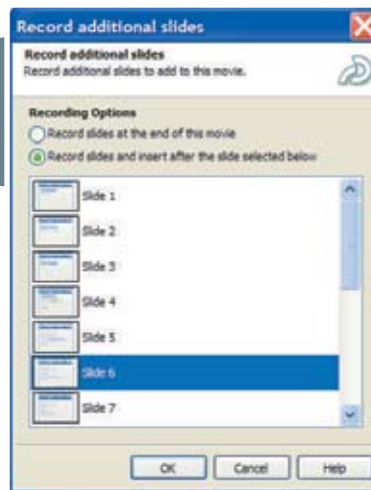 Record additional slides
Record additional slides
Record additional slides to add to this movie.
Recording Options
Record slides at the end of this movie
Record slides and insert after the slide selected below
Slide 1
Slide 2
Slide 3
Slide 4
Slide 5
Slide 6
Slide 7
OK Cancel Help